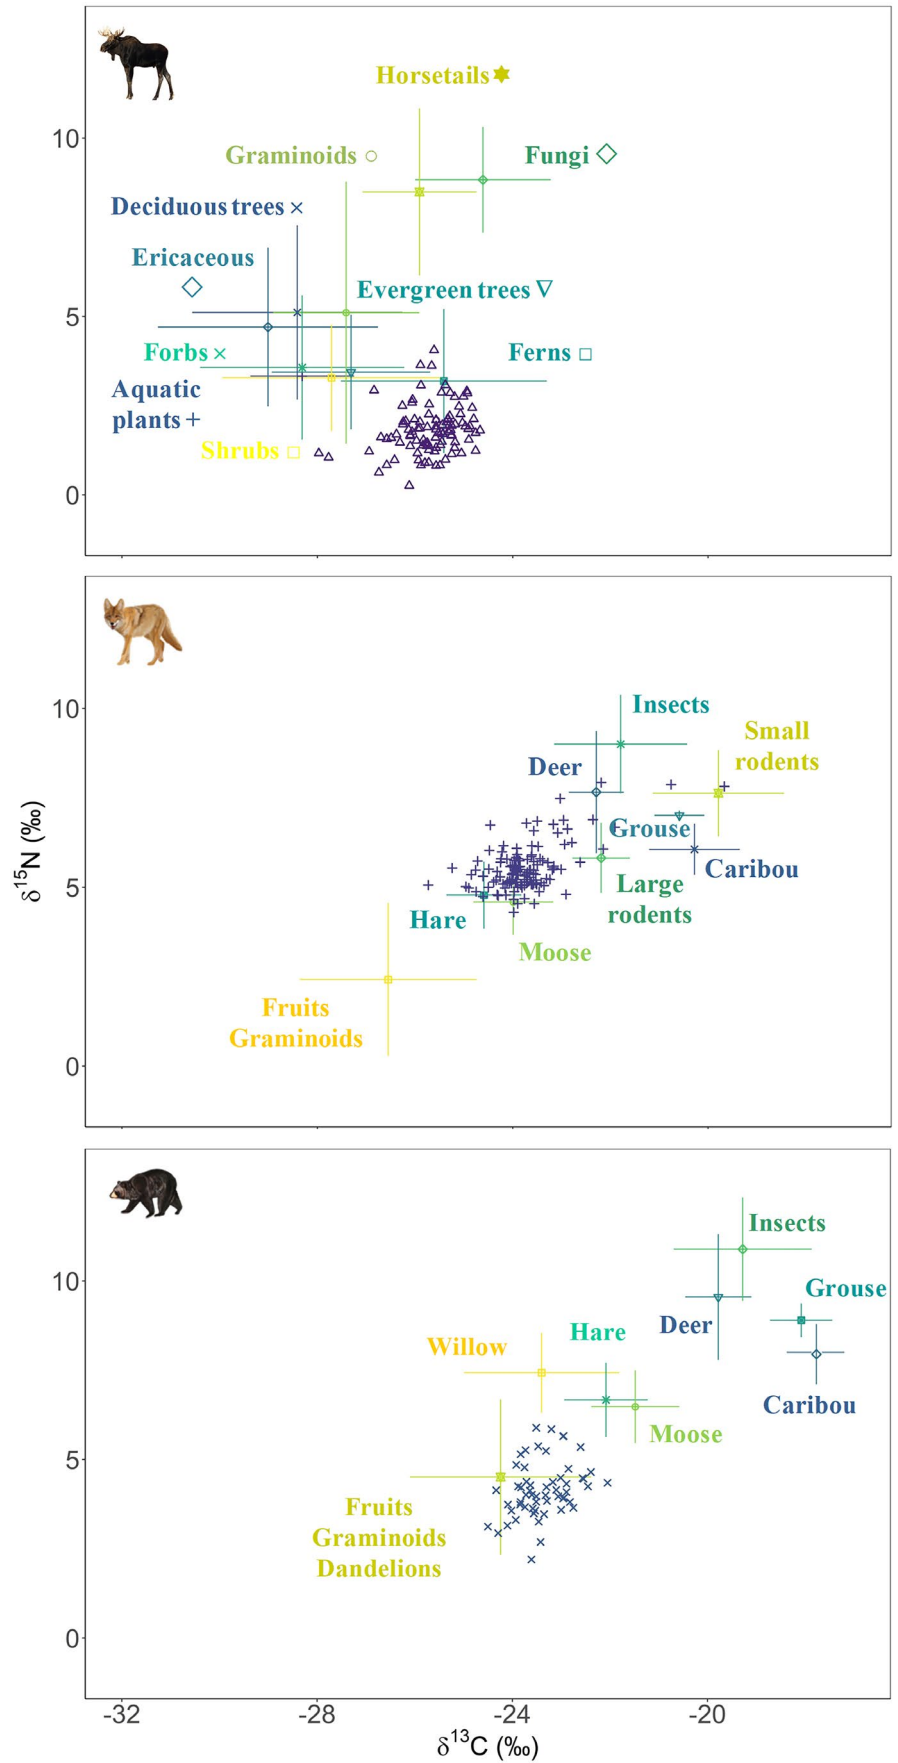 Horsetails
10
Graminoids
Fungi
Deciduous trees
Ericaceous
Evergreen trees
5
Forbs
Ferns
Aquatic
plants
Shrubs
0
10
Insects
Small
rodents
Deer
Grouse
Caribou
5
Large
rodents
Hare
Moose
Fruits
Graminoids
0
δ15N (‰)
Insects
10
Grouse
Deer
Hare
Willow
Caribou
Moose
5
Fruits
Graminoids
Dandelions
0
-32 -28 -24 -20
δ13C (‰)